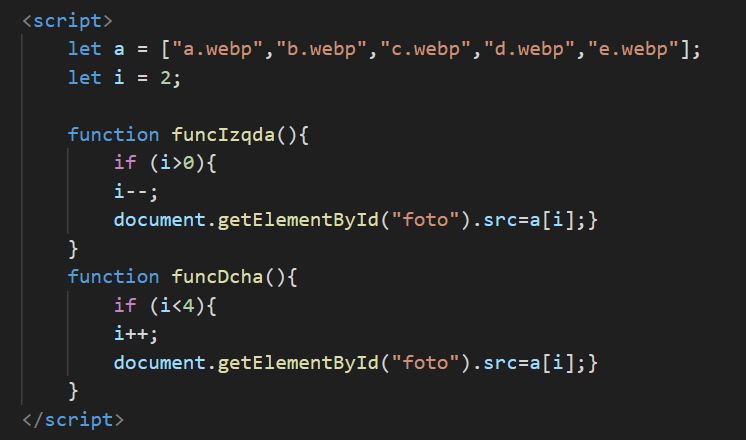 <script>
let a = ["a.webp","b.webp","c.webp","d.webp","e.webp"];
let i = 2;
function funcIzqda(){
if (i>0){
i--;
document.getElementById("foto").src=a[i];}
}
function funcDcha(){
if (i<4){
i++;
document.getElementById("foto").src=a[i];}
}
</script>